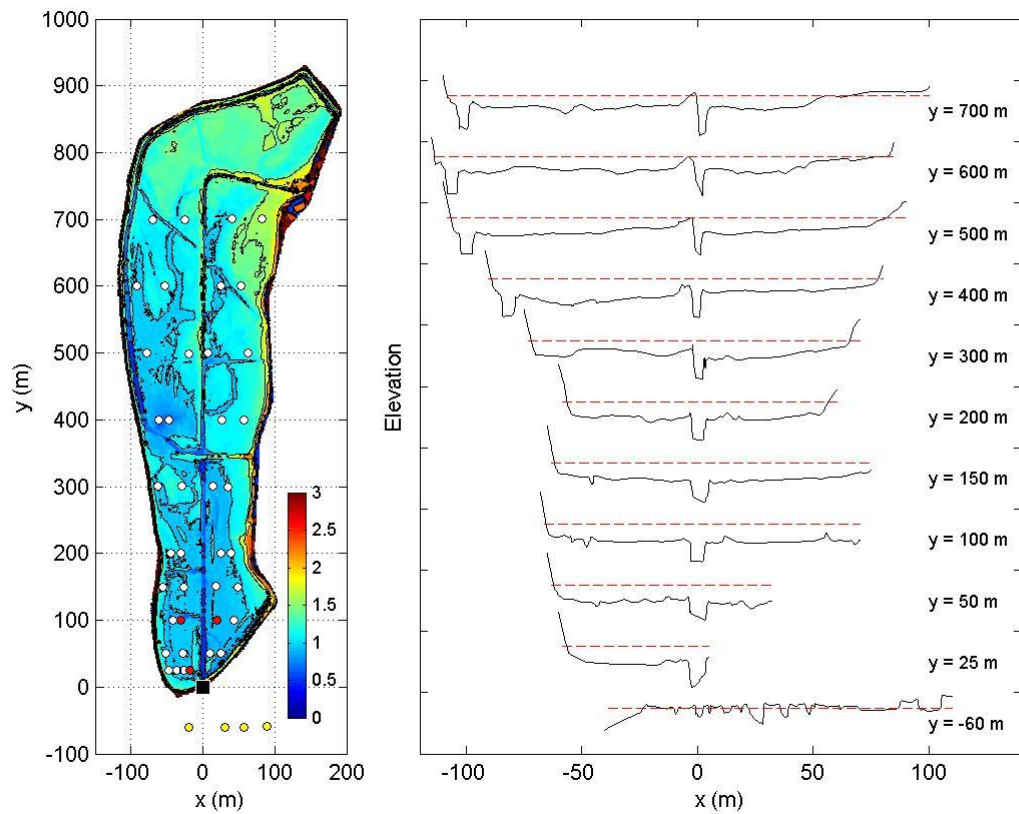 1000
900
800
700
600
500
400
300
200
100
0
-100
y (m)
-100 0 100 200
x (m)
3
2.5
2
1.5
1
0.5
0
Elevation
y = 700 m
y = 600 m
y = 500 m
y = 400 m
y = 300 m
y = 200 m
y = 150 m
y = 100 m
y = 50 m
y = 25 m
y = -60 m
-100 -50 0 50 100
x (m)